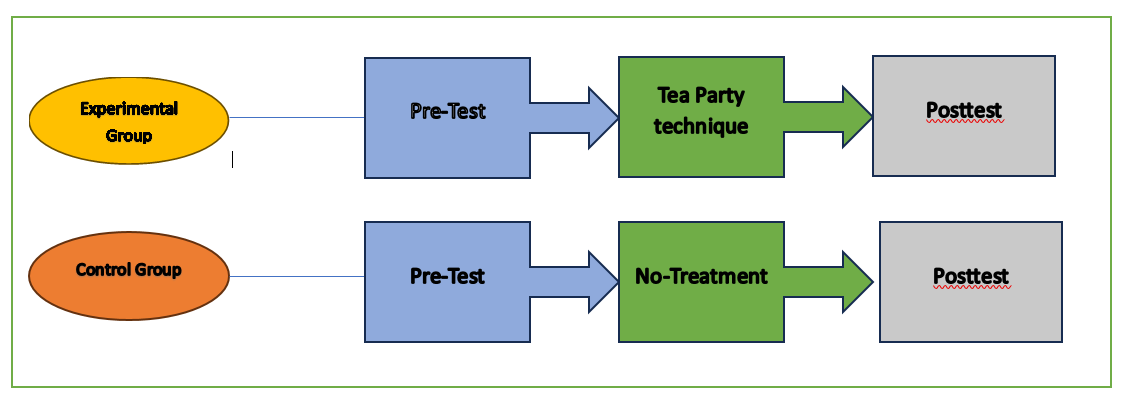 Experimental
Group
Pre-Test
Tea Party
technique
Posttest
Control Group
Pre-Test
No-Treatment
Posttest